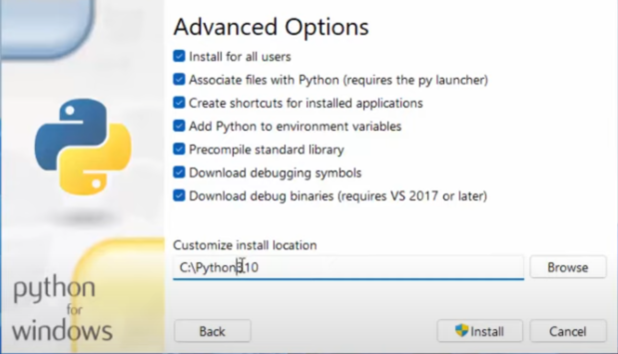 Advanced Options
Install for all users
Associate files with Python (requires the py launcher)
Create shortcuts for installed applications
Add Python to environment variables
Precompile standard library
Download debugging symbols
Download debug binaries (requires VS 2017 or later)
Customize install location
C:\Python310
Browse
python
for
windows
Back
Install
Cancel